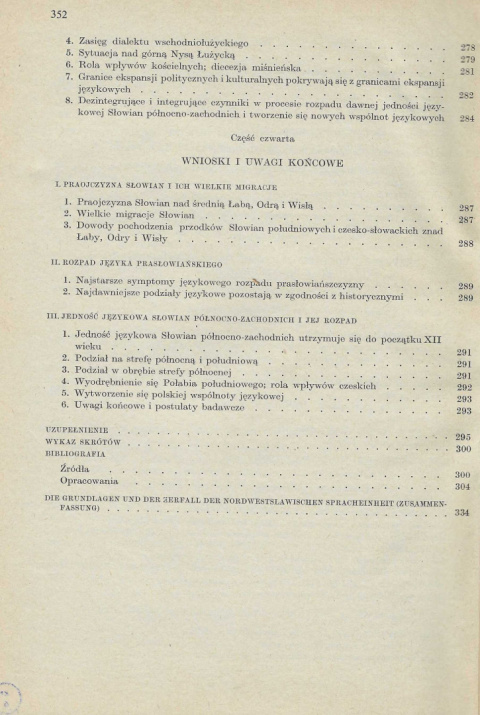 352
4. Zasięg dialektu wschodniołużyckiego . . . . . . . . . . . . . . . 278
5. Sytuacja nad górną Nysą Łużycką . . . . . . . . . . . . . . . . 279
6. Rola wpływów kościelnych; diecezja miśnieńska . . . . . . . . . . . 281
7. Granice ekspansji politycznych i kulturalnych pokrywają się z granicami ekspansji
językowych . . . . . . . . . . . . . . . . . . . . . . . . 282
8. Dezintegrujące i integrujące czynniki w procesie rozpadu dawnej jedności języ-
kowej Słowian północno-zachodnich i tworzenie się nowych wspólnot językowych 284
Część czwarta
WNIOSKI I UWAGI KOŃCOWE
I. PRAOJCZYZNA SŁOWIAN I ICH WIELKIE MIGRACJE
1. Praojczyzna Słowian nad średnią Łabą, Odrą i Wisłą . . . . . . . . . . 287
2. Wielkie migracje Słowian . . . . . . . . . . . . . . . . . . . 287
3. Dowody pochodzenia przodków Słowian południowych i czesko-słowackich znad
Łaby, Odry i Wisły . . . . . . . . . . . . . . . . . . . . . 288
II. ROZPAD JĘZYKA PRASŁOWIAŃSKIEGO
1. Najstarsze symptomy językowego rozpadu prasłowiańszczyzny . . . . . . 289
2. Najdawniejsze podziały językowe pozostają w zgodności z historycznymi . . . 289
III. JEDNOŚĆ JĘZYKOWA SŁOWIAN PÓŁNOCNO-ZACHODNICH I JEJ ROZPAD
1. Jedność językowa Słowian północno-zachodnich utrzymuje się do początku XII
wieku . . . . . . . . . . . . . . . . . . . . . . . . . . 291
2. Podział na strefę północną i południową . . . . . . . . . . . . . . 291
3. Podział w obrębie strefy północnej . . . . . . . . . . . . . . . . 291
4. Wyodrębnienie się Połabia południowego; rola wpływów czeskich . . . . . 292
5. Wytworzenie się polskiej wspólnoty językowej . . . . . . . . . . . . 293
6. Uwagi końcowe i postulaty badawcze . . . . . . . . . . . . . . . 293
UZUPEŁNIENIE . . . . . . . . . . . . . . . . . . . . . . . . . 295
WYKAZ SKRÓTÓW . . . . . . . . . . . . . . . . . . . . . . . . 300
BIBLIOGRAFIA
Źródła . . . . . . . . . . . . . . . . . . . . . . . . . . 300
Opracowania . . . . . . . . . . . . . . . . . . . . . . . . 304
DIE GRUNDLAGEN UND DER ZERFALL DER NORDWESTSLAWISCHEN SPRACHEINHEIT (ZUSAMMEN-
FASSUNG) . . . . . . . . . . . . . . . . . . . . . . . . . 334